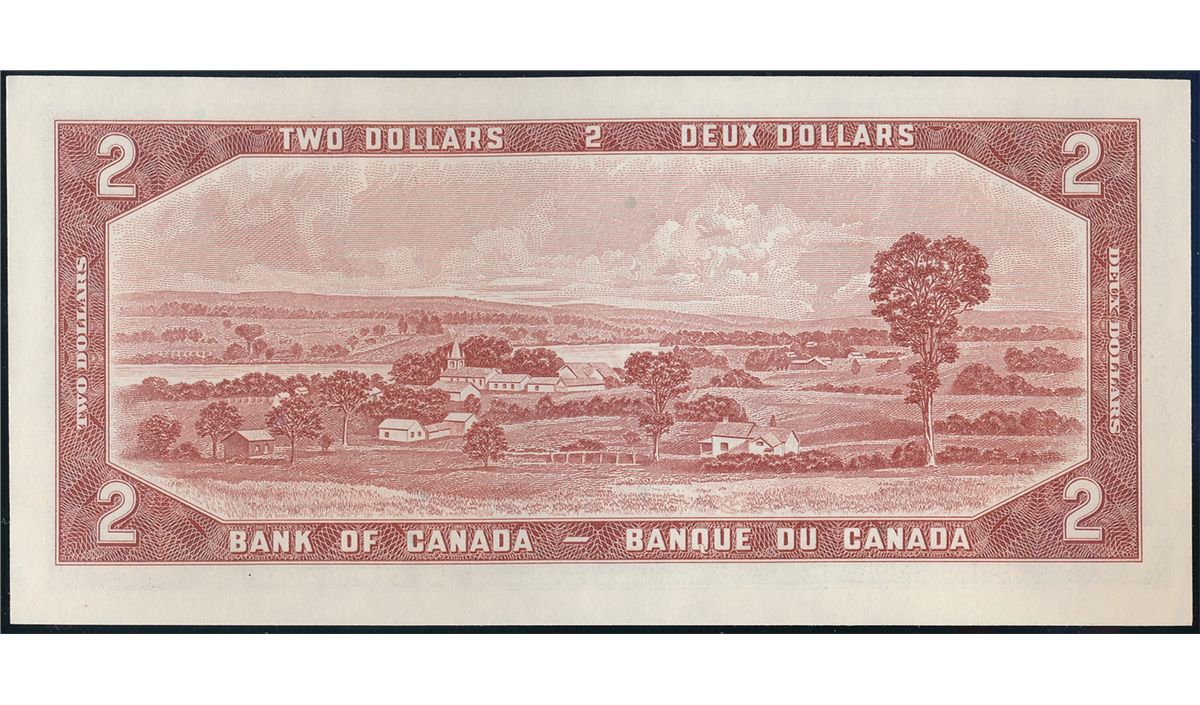 TWO DOLLARS 2 DEUX DOLLARS
2 2
TWO DOLLARS
DEUX DOLLARS
2 2
BANK OF CANADA — BANQUE DU CANADA